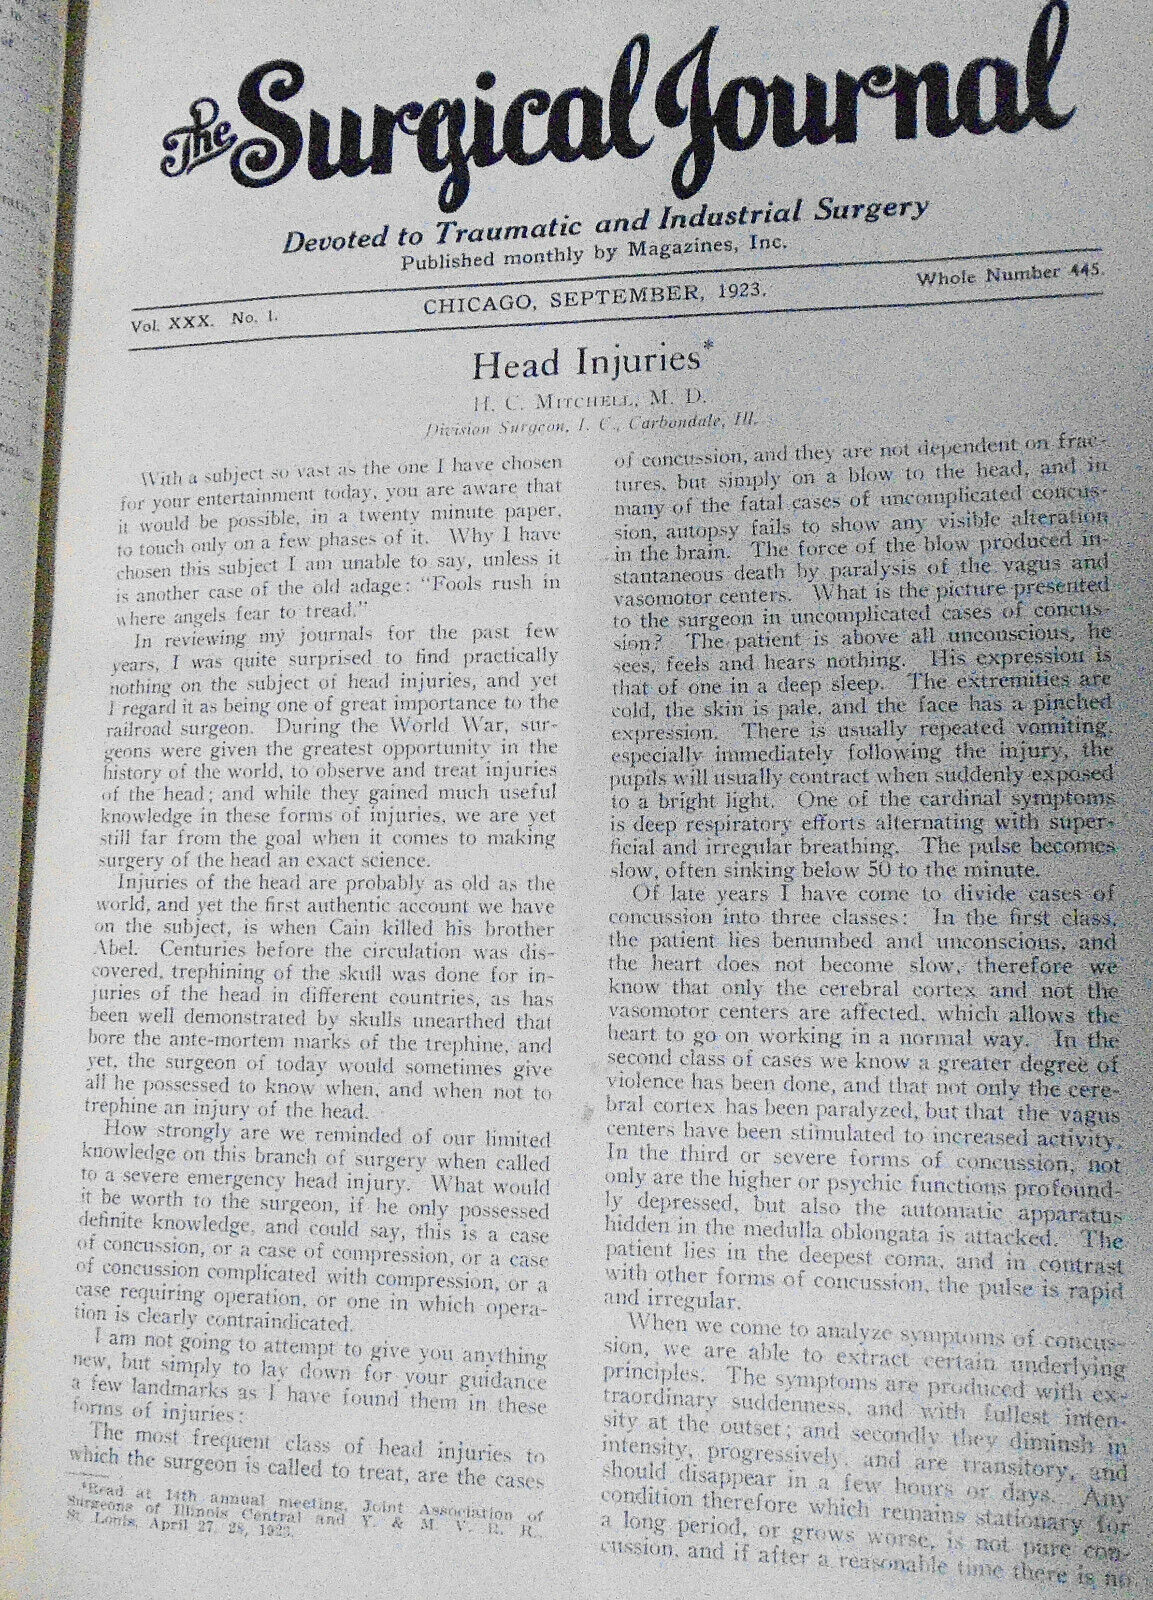 The Surgical Journal
Devoted to Traumatic and Industrial Surgery
Published monthly by Magazines, Inc.
Vol. XXX. No. 1.
CHICAGO, SEPTEMBER, 1923.
Whole Number 445.
Head Injuries*
H. C. MITCHELL, M. D.
Division Surgeon, I. C., Carbondale, Ill.
With a subject so vast as the one I have chosen
for your entertainment today, you are aware that
it would be possible, in a twenty minute paper,
to touch only on a few phases of it. Why I have
chosen this subject I am unable to say, unless it
is another case of the old adage: "Fools rush in
where angels fear to tread."
In reviewing my journals for the past few
years, I was quite surprised to find practically
nothing on the subject of head injuries, and yet
I regard it as being one of great importance to the
railroad surgeon. During the World War, sur-
geons were given the greatest opportunity in the
history of the world, to observe and treat injuries
of the head; and while they gained much useful
knowledge in these forms of injuries, we are yet
still far from the goal when it comes to making
surgery of the head an exact science.
Injuries of the head are probably as old as the
world, and yet the first authentic account we have
on the subject, is when Cain killed his brother
Abel. Centuries before the circulation was dis-
covered, trephining of the skull was done for in-
juries of the head in different countries, as has
been well demonstrated by skulls unearthed that
bore the ante-mortem marks of the trephine, and
yet, the surgeon of today would sometimes give
all he possessed to know when, and when not to
trephine an injury of the head.
How strongly are we reminded of our limited
knowledge on this branch of surgery when called
to a severe emergency head injury. What would
it be worth to the surgeon, if he only possessed
definite knowledge, and could say, this is a case
of concussion, or a case of compression, or a case
of concussion complicated with compression, or a
case requiring operation, or one in which opera-
tion is clearly contraindicated.
I am not going to attempt to give you anything
new, but simply to lay down for your guidance
a few landmarks as I have found them in these
forms of injuries:
The most frequent class of head injuries to
which the surgeon is called to treat, are the cases
*Read at 14th annual meeting, Joint Association of
Surgeons of Illinois Central and Y. & M. V. R. R.,
St. Louis, April 27, 28, 1923.
of concussion, and they are not dependent on frac-
tures, but simply on a blow to the head, and in
many of the fatal cases of uncomplicated concus-
sion, autopsy fails to show any visible alteration
in the brain. The force of the blow produced in-
stantaneous death by paralysis of the vagus and
vasomotor centers. What is the picture presented
to the surgeon in uncomplicated cases of concus-
sion? The patient is above all unconscious, he
sees, feels and hears nothing. His expression is
that of one in a deep sleep. The extremities are
cold, the skin is pale, and the face has a pinched
expression. There is usually repeated vomiting,
especially immediately following the injury, the
pupils will usually contract when suddenly exposed
to a bright light. One of the cardinal symptoms
is deep respiratory efforts alternating with super-
ficial and irregular breathing. The pulse becomes
slow, often sinking below 50 to the minute.
Of late years I have come to divide cases of
concussion into three classes: In the first class,
the patient lies benumbed and unconscious, and
the heart does not become slow, therefore we
know that only the cerebral cortex and not the
vasomotor centers are affected, which allows the
heart to go on working in a normal way. In the
second class of cases we know a greater degree of
violence has been done, and that not only the cere-
bral cortex has been paralyzed, but that the vagus
centers have been stimulated to increased activity.
In the third or severe forms of concussion, not
only are the higher or psychic functions profound-
ly depressed, but also the automatic apparatus
hidden in the medulla oblongata is attacked. The
patient lies in the deepest coma, and in contrast
with other forms of concussion, the pulse is rapid
and irregular.
When we come to analyze symptoms of concus-
sion, we are able to extract certain underlying
principles. The symptoms are produced with ex-
traordinary suddenness, and with fullest inten-
sity at the outset; and secondly they diminsh in
intensity, progressively, and are transitory, and
should disappear in a few hours or days. Any
condition therefore which remains stationary for
a long period, or grows worse, is not pure con-
cussion, and if after a reasonable time there is no